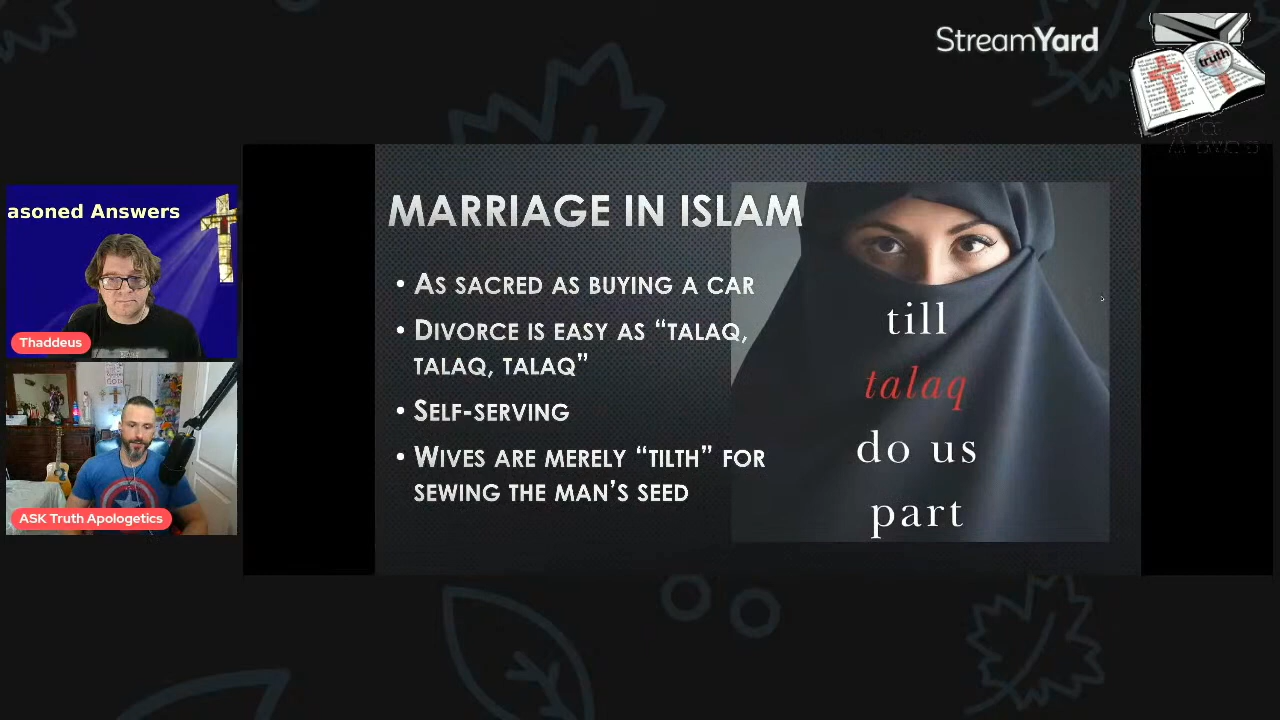 StreamYard
truth
asoned Answers
Thaddeus
ASK Truth Apologetics
MARRIAGE IN ISLAM
• AS SACRED AS BUYING A CAR
• DIVORCE IS EASY AS “TALAQ,
TALAQ, TALAQ”
• SELF-SERVING
• WIVES ARE MERELY “TILTH” FOR
SEWING THE MAN’S SEED
till
talaq
do us
part